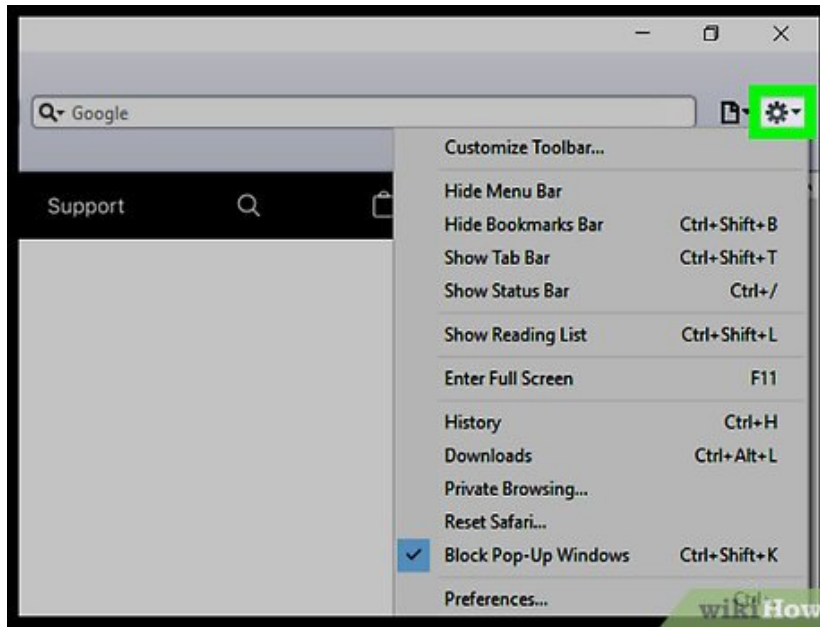 Google
Customize Toolbar...
Support
Hide Menu Bar
Hide Bookmarks Bar Ctrl+Shift+B
Show Tab Bar Ctrl+Shift+T
Show Status Bar Ctrl+/
Show Reading List Ctrl+Shift+L
Enter Full Screen F11
History Ctrl+H
Downloads Ctrl+Alt+L
Private Browsing...
Reset Safari...
Block Pop-Up Windows Ctrl+Shift+K
Preferences...
wikiHow